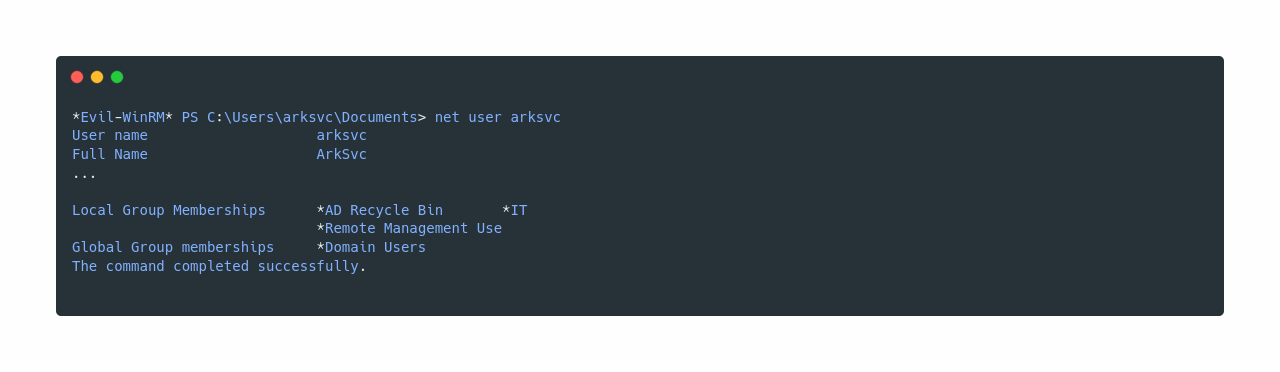 *Evil-WinRM* PS C:\Users\arksvc\Documents> net user arksvc
User name                    arksvc
Full Name                    ArkSvc
...
Local Group Memberships      *AD Recycle Bin       *IT
                             *Remote Management Use
Global Group memberships     *Domain Users
The command completed successfully.